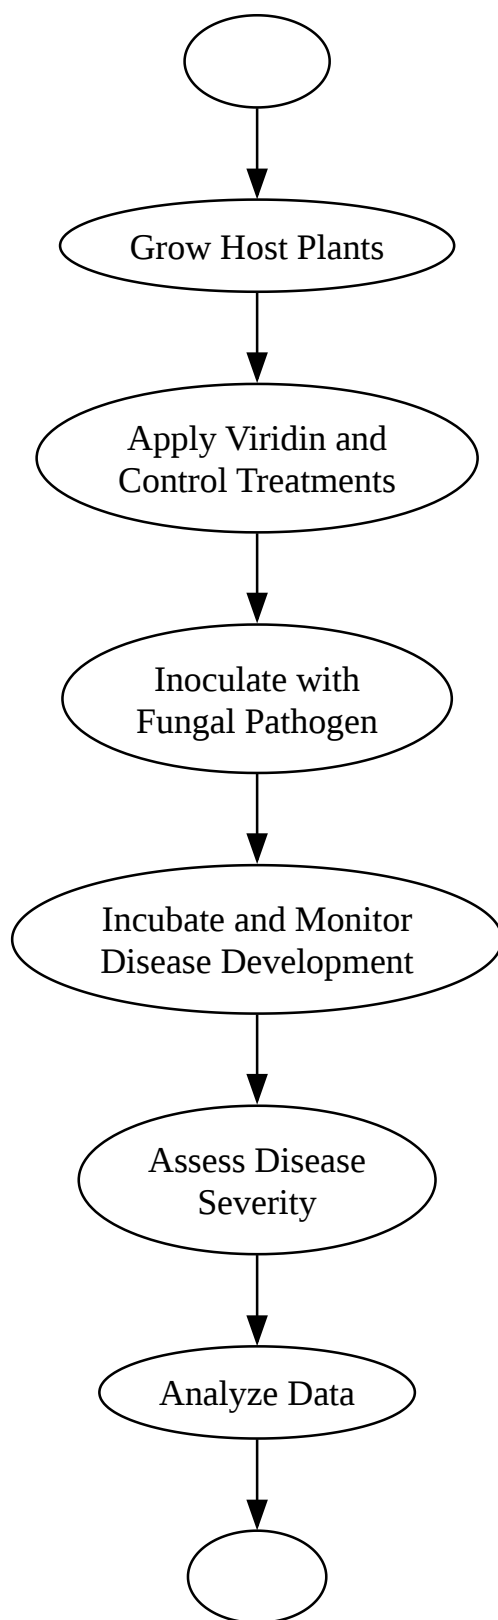 Grow Host Plants
Apply Viridin and
Control Treatments
Inoculate with
Fungal Pathogen
Incubate and Monitor
Disease Development
Assess Disease
Severity
Analyze Data